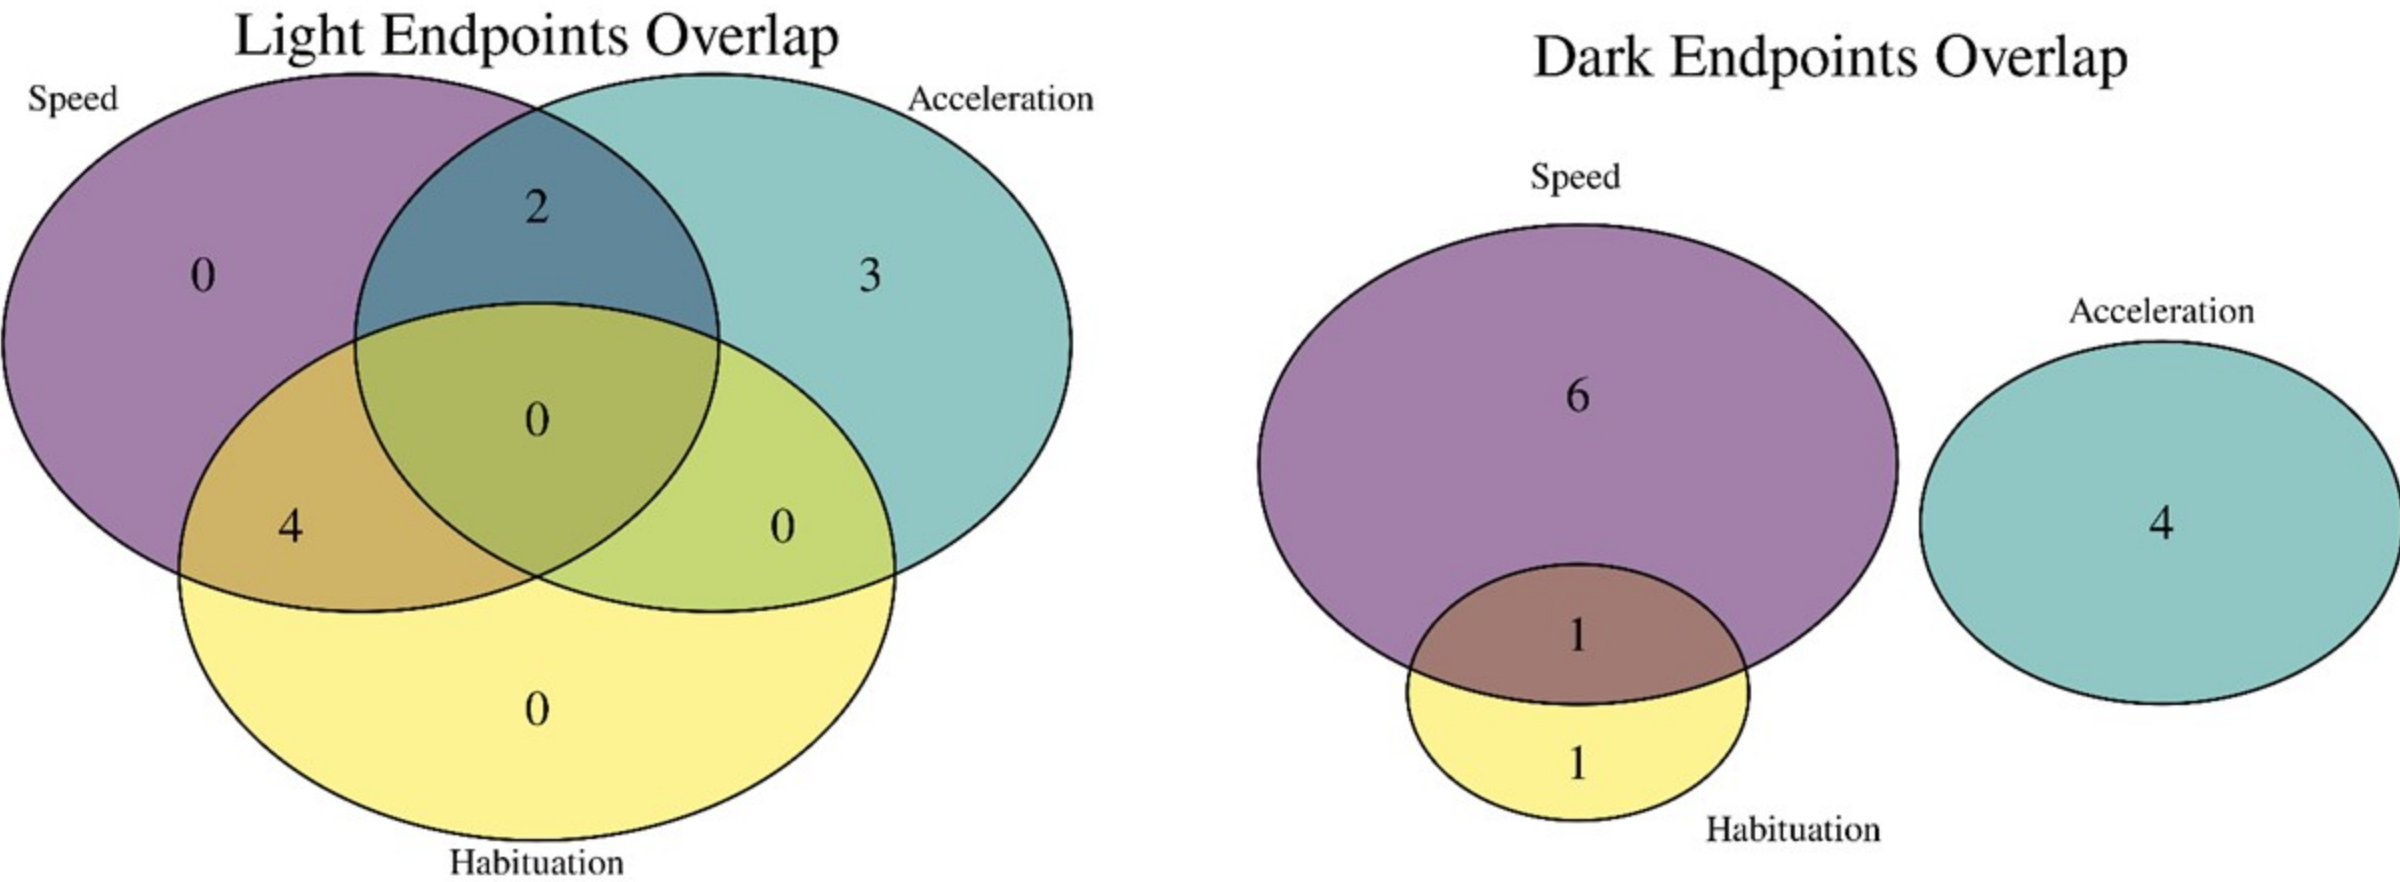 Light Endpoints Overlap
Speed
Acceleration
2
0
3
0
4
0
0
Habituation
Dark Endpoints Overlap
Speed
Acceleration
6
4
1
1
Habituation